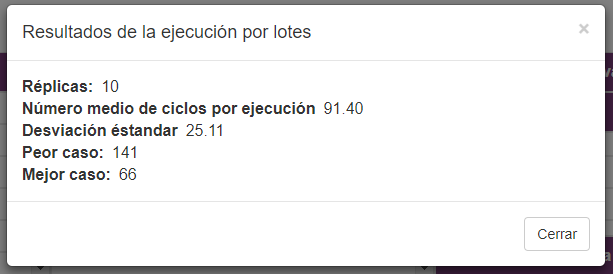 Resultados de la ejecución por lotes
×
Réplicas: 10
Número medio de ciclos por ejecución 91.40
Desviación éstandar 25.11
Peor caso: 141
Mejor caso: 66
Cerrar